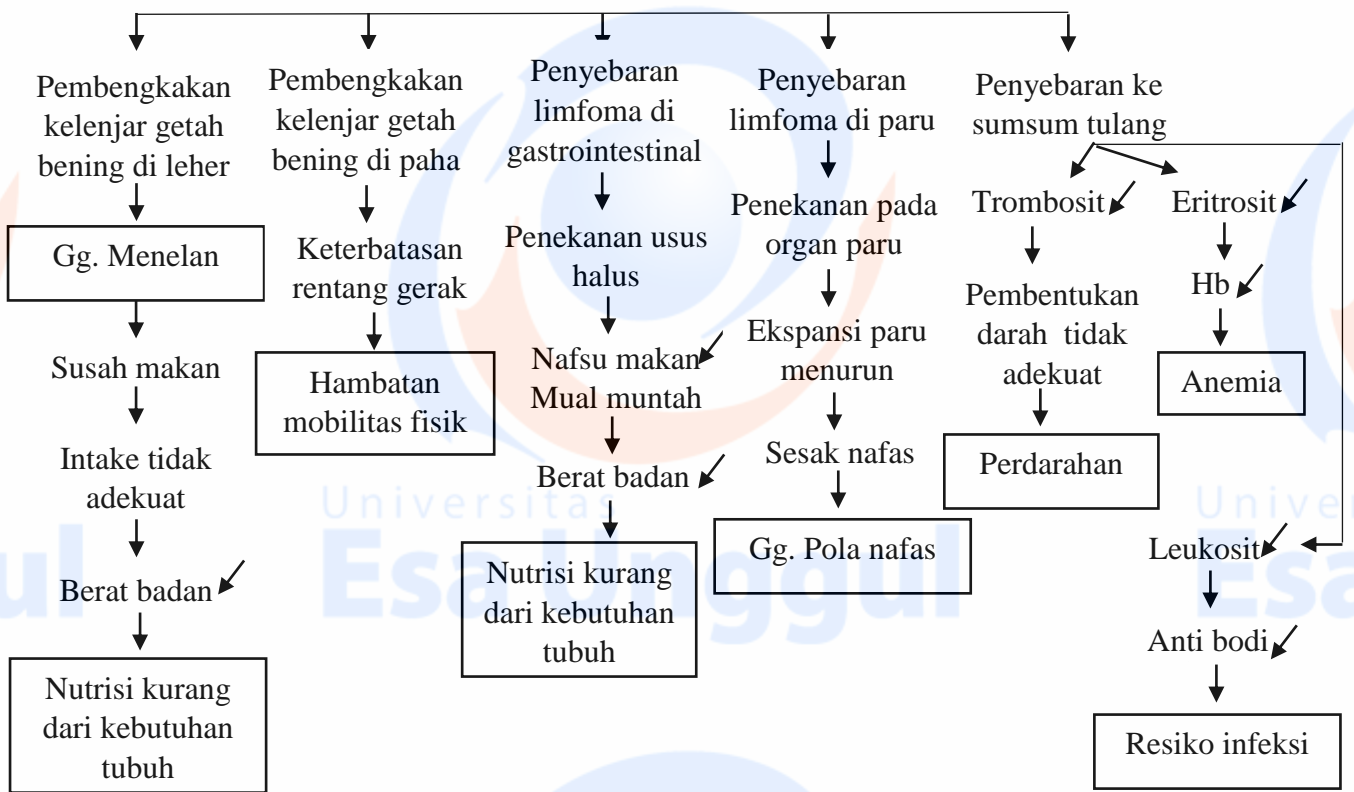 Pembengkakan
kelenjar getah
bening di leher
Gg. Menelan
Susah makan
Intake tidak
adekuat
Berat badan
Nutrisi kurang
dari kebutuhan
tubuh
Pembengkakan
kelenjar getah
bening di paha
Keterbatasan
rentang gerak
Hambatan
mobilitas fisik
Penyebaran
limfoma di
gastrointestinal
Penekanan usus
halus
Nafsu makan
Mual muntah
Berat badan
Nutrisi kurang
dari kebutuhan
tubuh
Penyebaran
limfoma di paru
Penekanan pada
organ paru
Ekspansi paru
menurun
Sesak nafas
Gg. Pola nafas
Penyebaran ke
sumsum tulang
Trombosit
Pembentukan
darah tidak
adekuat
Perdarahan
Eritrosit
Hb
Anemia
Leukosit
Anti bodi
Resiko infeksi
Universitas
Esa Unggul
gul
Univer
Esa